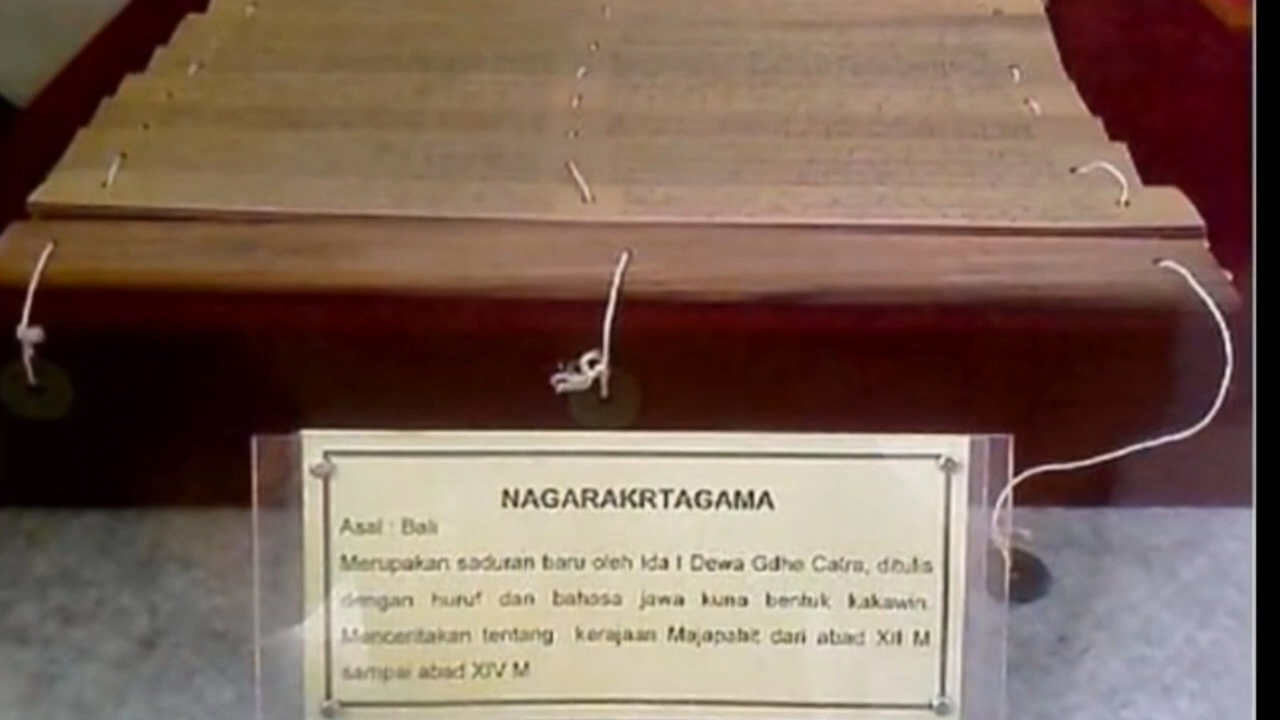 NAGARAKRTAGAMA
Asal : Bali
Merupakan saduran baru oleh Ida I Dewa Gdhe Catra, ditulis
dengan huruf dan bahasa jawa kuna bentuk kakawin.
Menceritakan tentang kerajaan Majapahit dari abad XII M
sampai abad XIV M